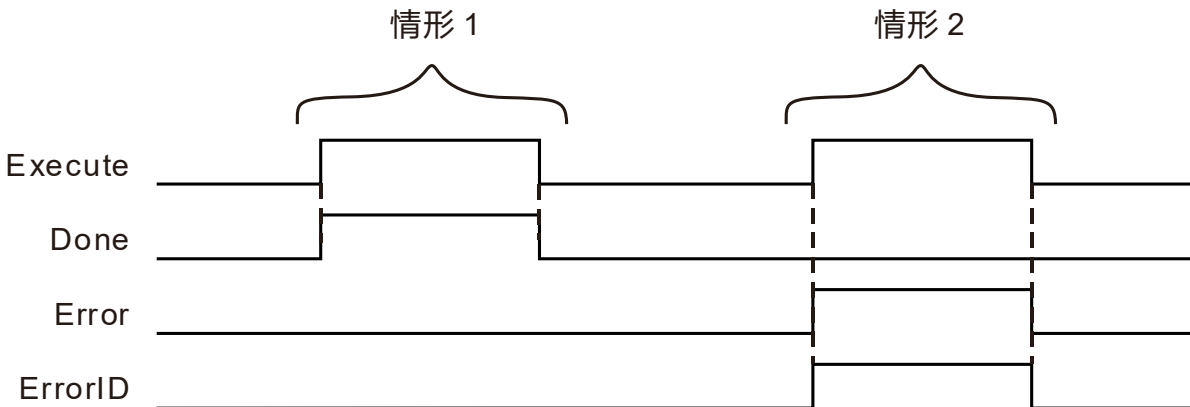 情形 1
情形 2
Execute
Done
Error
ErrorID